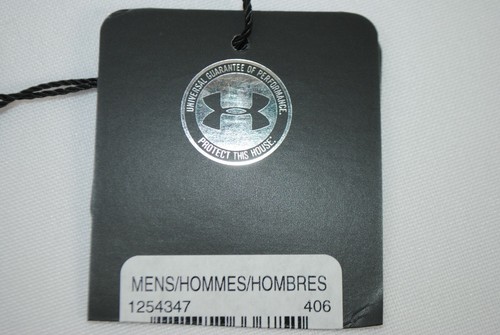 UNIVERSAL GUARANTEE OF PERFORMANCE.
PROTECT THIS HOUSE.
MENS/HOMMES/HOMBRES
1254347 406